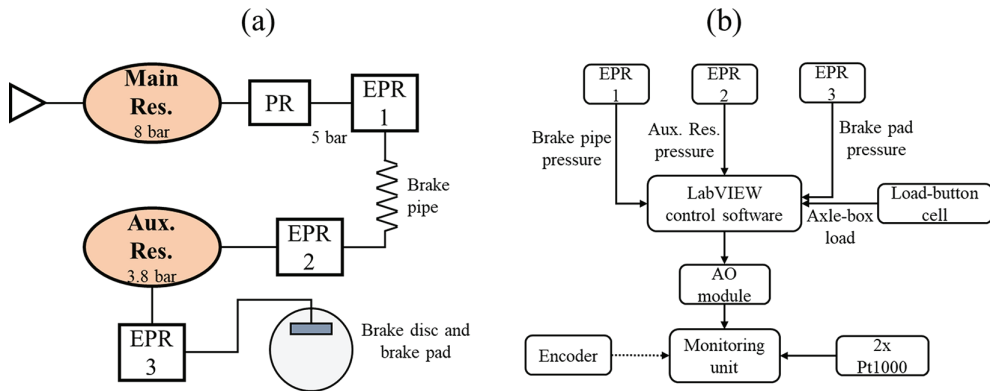 (a)
Main
Res.
8 bar
PR
5 bar
EPR
1
Brake
pipe
Aux.
Res.
3.8 bar
EPR
2
EPR
3
Brake disc and
brake pad
(b)
EPR
1
EPR
2
EPR
3
Brake pipe
pressure
Aux. Res.
pressure
Brake pad
pressure
LabVIEW
control software
Load-button
cell
Axle-box
load
AO
module
Encoder
Monitoring
unit
2x
Pt1000